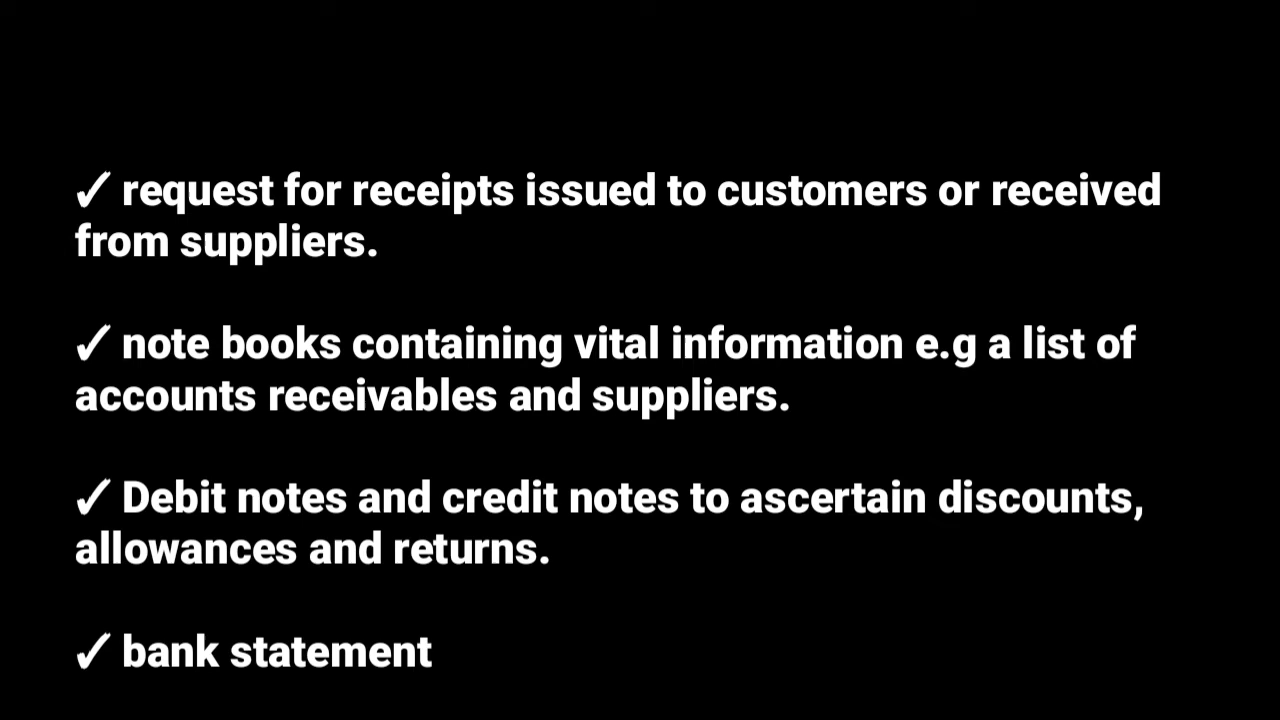 ✓ request for receipts issued to customers or received
from suppliers.
✓ note books containing vital information e.g a list of
accounts receivables and suppliers.
✓ Debit notes and credit notes to ascertain discounts,
allowances and returns.
✓ bank statement